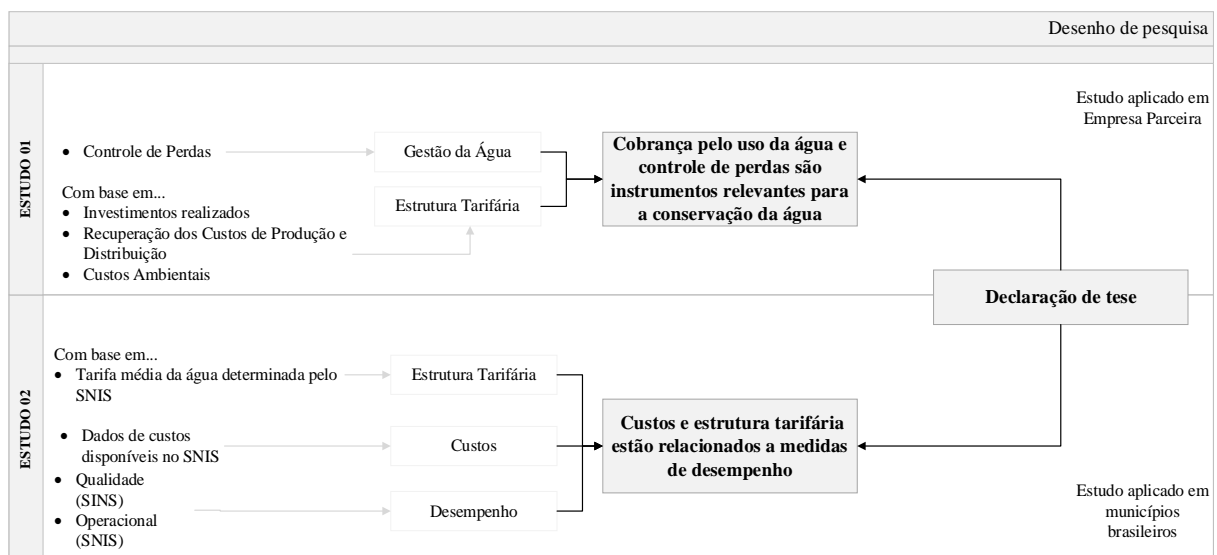 Desenho de pesquisa
ESTUDO 01
Estudo aplicado em
Empresa Parceira
• Controle de Perdas
Gestão da Água
Com base em...
• Investimentos realizados
• Recuperação dos Custos de Produção e
Distribuição
• Custos Ambientais
Estrutura Tarifária
Cobrança pelo uso da água e
controle de perdas são
instrumentos relevantes para
a conservação da água
Declaração de tese
ESTUDO 02
Com base em...
• Tarifa média da água determinada pelo
SNIS
Estrutura Tarifária
• Dados de custos
disponíveis no SNIS
Custos
• Qualidade
(SINS)
• Operacional
(SNIS)
Desempenho
Custos e estrutura tarifária
estão relacionados a medidas
de desempenho
Estudo aplicado em
municípios
brasileiros